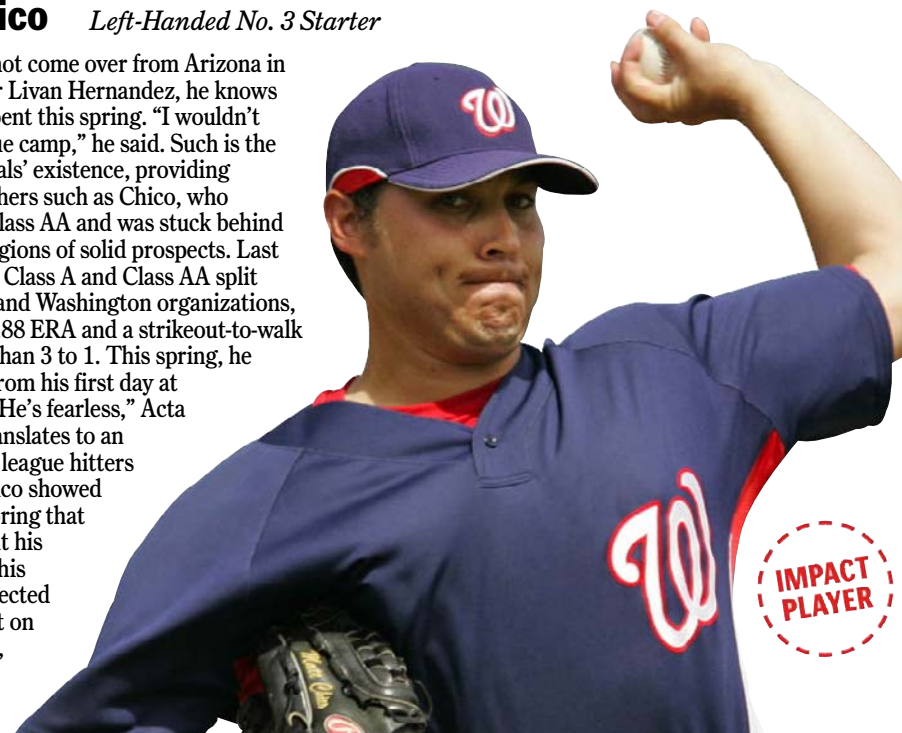 ico Left-Handed No. 3 Starter
not come over from Arizona in
r Livan Hernandez, he knows
pent this spring. “I wouldn’t
ue camp,” he said. Such is the
als’ existence, providing
hers such as Chico, who
lass AA and was stuck behind
gions of solid prospects. Last
Class A and Class AA split
and Washington organizations,
.88 ERA and a strikeout-to-walk
han 3 to 1. This spring, he
rom his first day at
He’s fearless,” Acta
anslates to an
league hitters
co showed
ring that
t his
his
ected
t on
,
W
W
Matt Chico
IMPACT
PLAYER